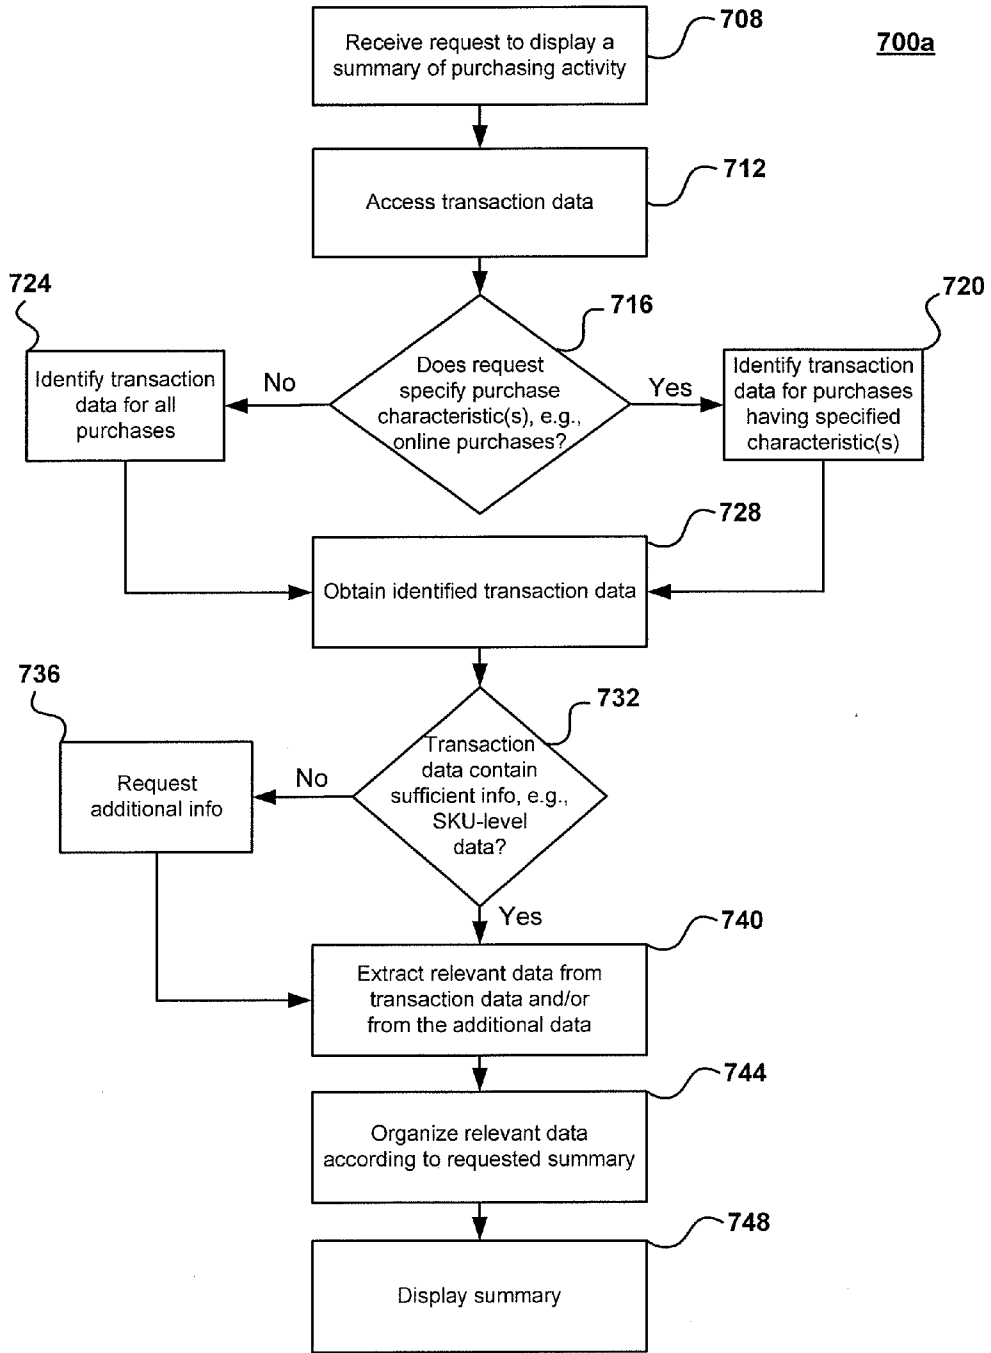 708
700a
Receive request to display a
summary of purchasing activity
712
Access transaction data
724
716
720
Identify transaction
data for all
purchases
No
Does request
specify purchase
characteristic(s), e.g.,
online purchases?
Yes
Identify transaction
data for purchases
having specified
characteristic(s)
728
Obtain identified transaction data
736
732
Request
additional info
No
Transaction
data contain
sufficient info, e.g.,
SKU-level
data?
Yes
740
Extract relevant data from
transaction data and/or
from the additional data
744
Organize relevant data
according to requested summary
748
Display summary